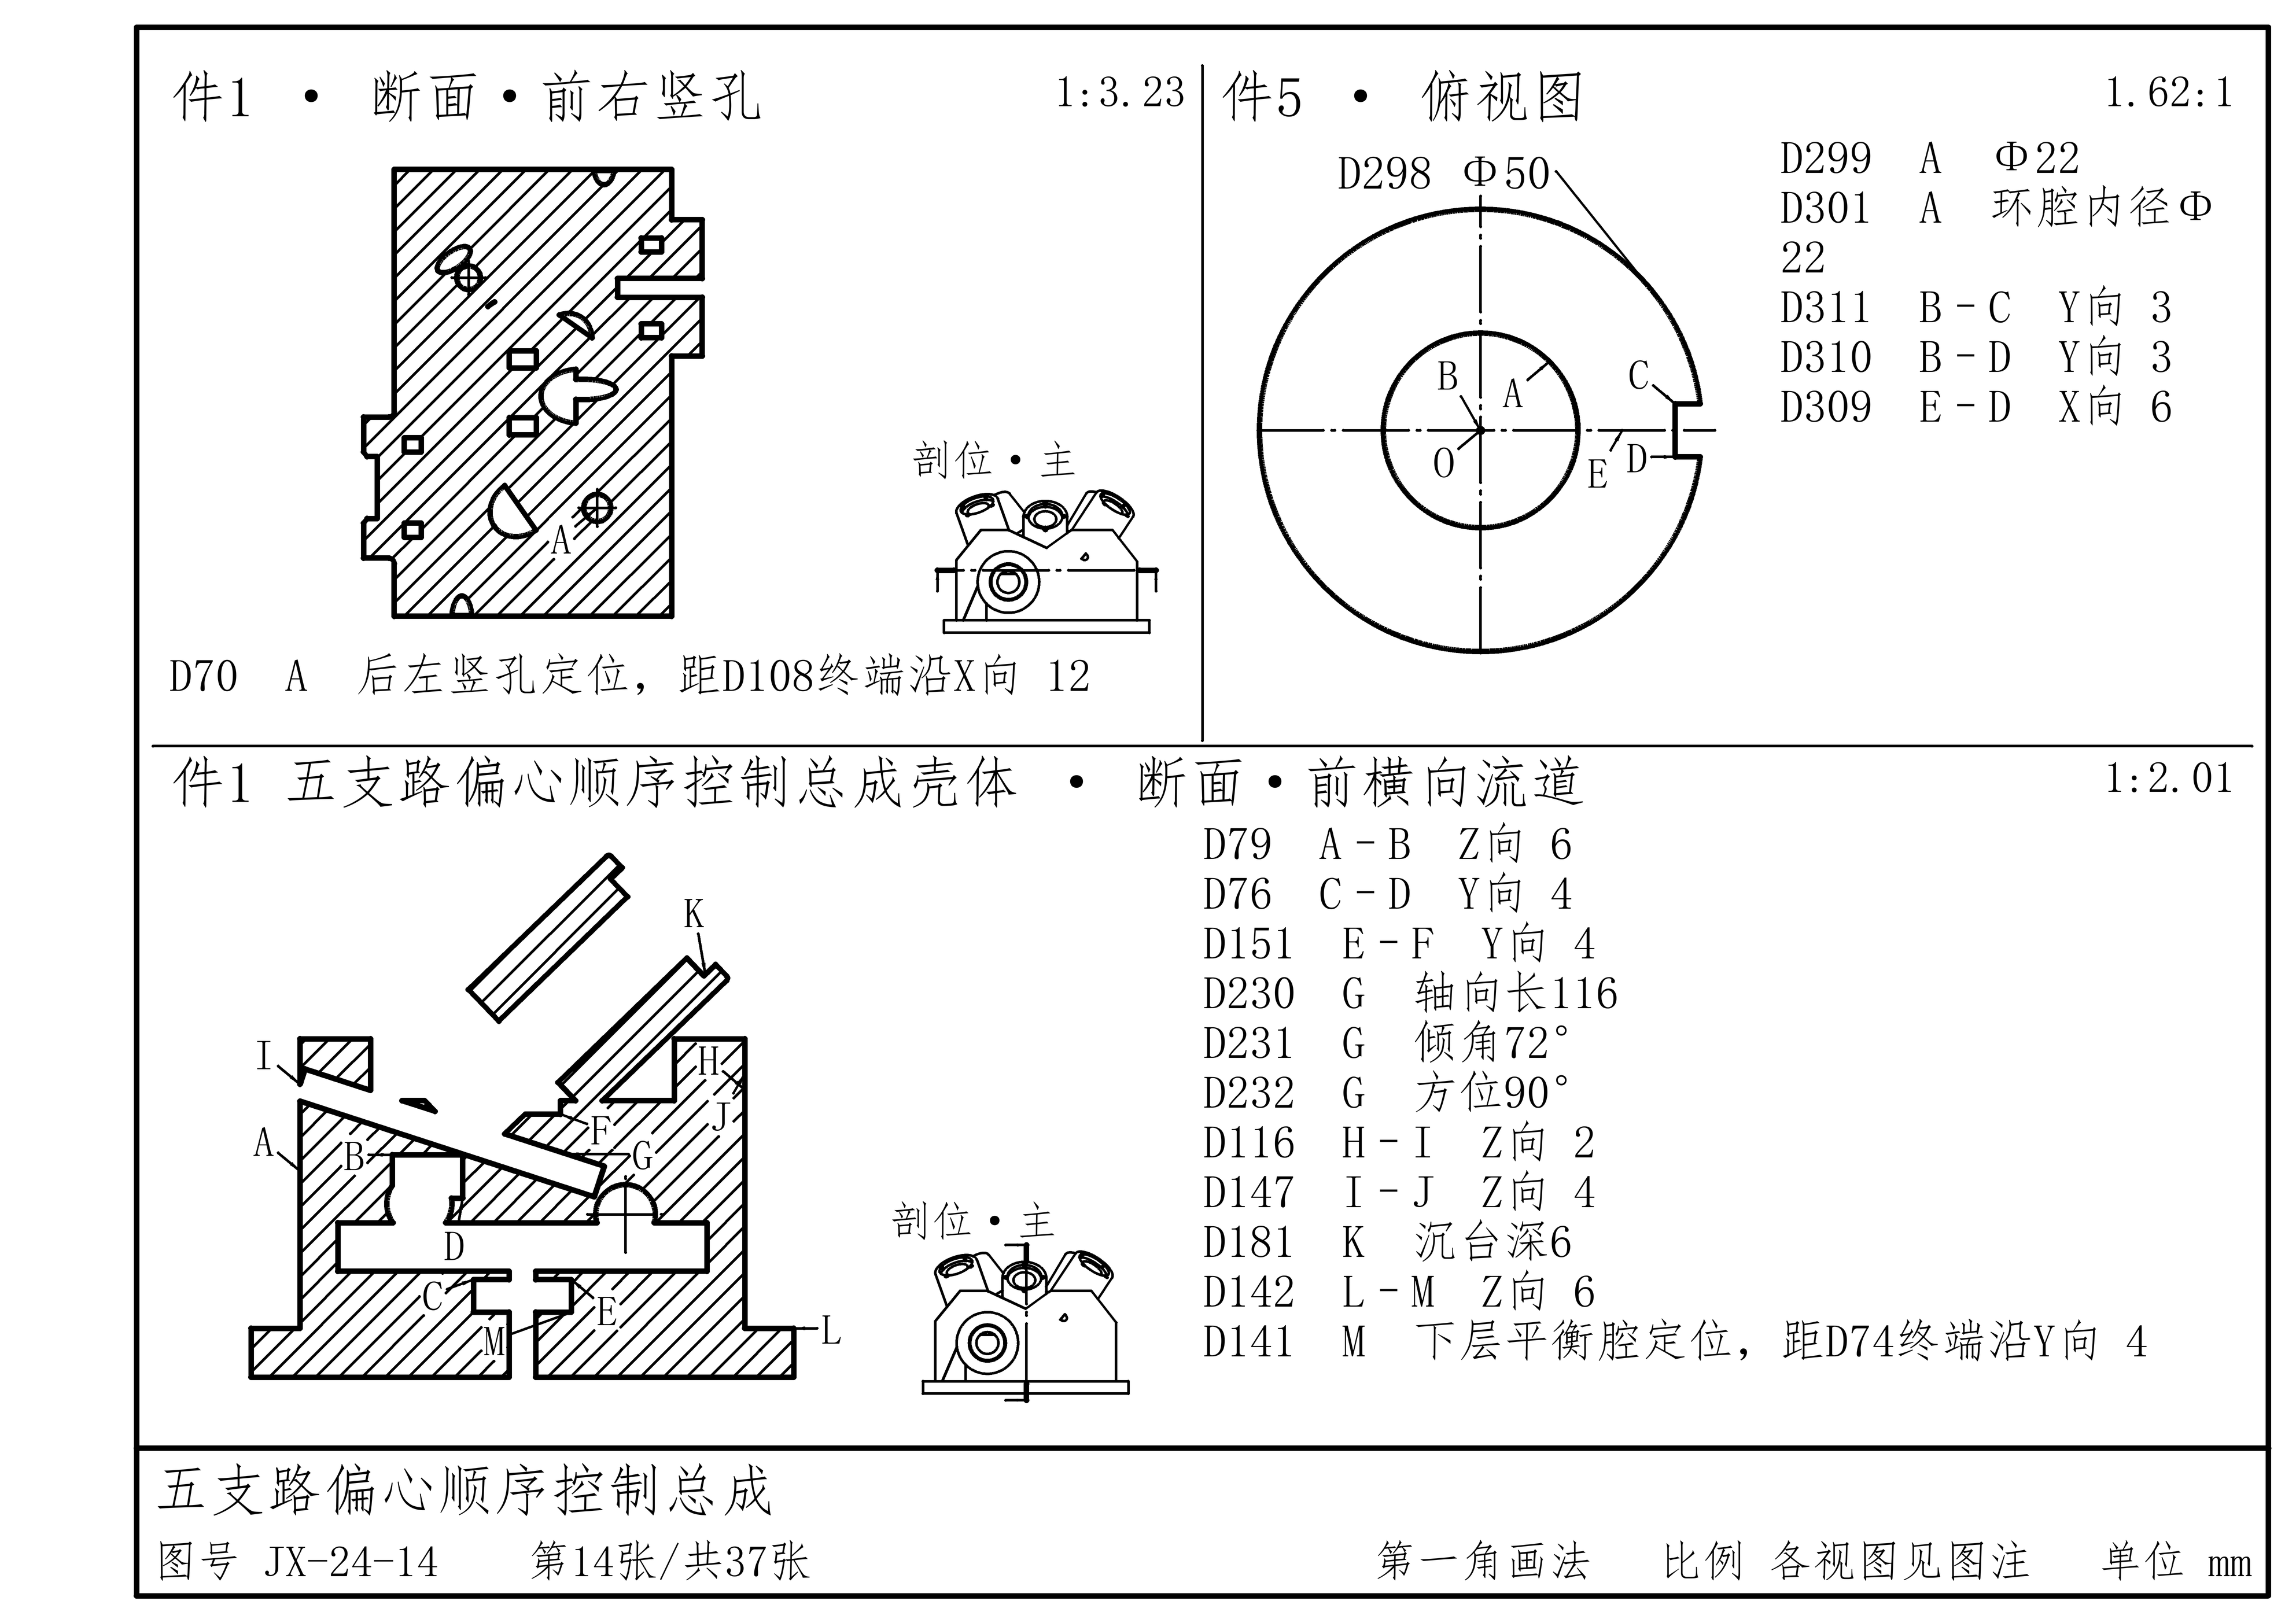 件1 · 断面·前右竖孔 1:3.23
A
剖位·主
D70 A 后左竖孔定位，距D108终端沿X向 12
件5 · 俯视图 1.62:1
D298 Φ50
D299 A Φ22
D301 A 环腔内径Φ
22
D311 B-C Y向 3
D310 B-D Y向 3
D309 E-D X向 6
B
A
C
O
E
D
件1 五支路偏心顺序控制总成壳体 · 断面·前横向流道 1:2.01
K
I
H
J
A
B
F
G
D
C
E
M
L
剖位·主
D79 A-B Z向 6
D76 C-D Y向 4
D151 E-F Y向 4
D230 G 轴向长116
D231 G 倾角72°
D232 G 方位90°
D116 H-I Z向 2
D147 I-J Z向 4
D181 K 沉台深6
D142 L-M Z向 6
D141 M 下层平衡腔定位，距D74终端沿Y向 4
五支路偏心顺序控制总成
图号 JX-24-14 第14张/共37张 第一角画法 比例 各视图见图注 单位 mm